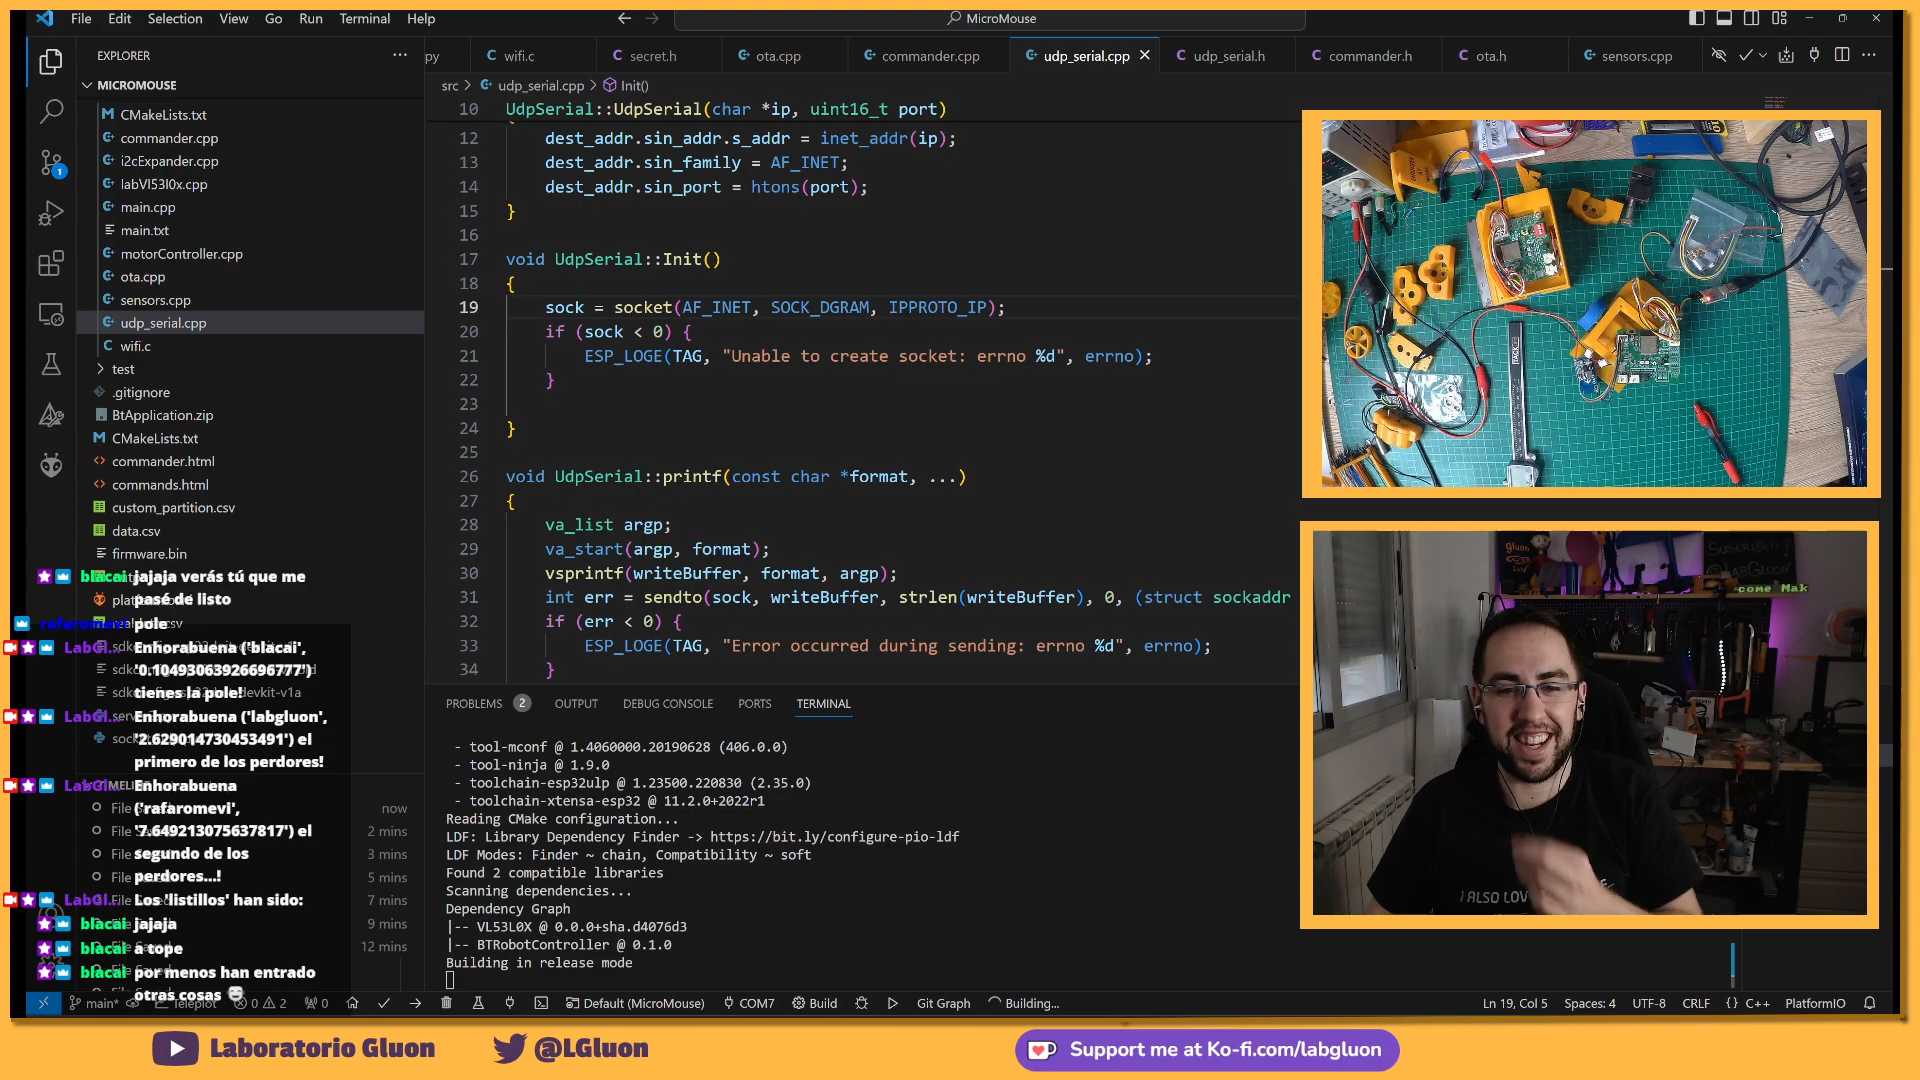 File Edit Selection View Go Run Terminal Help
MicroMouse
EXPLORER
MICROMOUSE
CMakeLists.txt
commander.cpp
i2cExpander.cpp
labVl53l0x.cpp
main.cpp
main.txt
motorController.cpp
ota.cpp
sensors.cpp
udp_serial.cpp
wifi.c
test
.gitignore
BtApplication.zip
CMakeLists.txt
commander.html
commands.html
custom_partition.csv
data.csv
firmware.bin
py wifi.c secret.h ota.cpp commander.cpp udp_serial.cpp udp_serial.h commander.h ota.h sensors.cpp
src > udp_serial.cpp > Init()
10 UdpSerial::UdpSerial(char *ip, uint16_t port)
12 dest_addr.sin_addr.s_addr = inet_addr(ip);
13 dest_addr.sin_family = AF_INET;
14 dest_addr.sin_port = htons(port);
15 }
16
17 void UdpSerial::Init()
18 {
19 sock = socket(AF_INET, SOCK_DGRAM, IPPROTO_IP);
20 if (sock < 0) {
21 ESP_LOGE(TAG, "Unable to create socket: errno %d", errno);
22 }
23
24 }
25
26 void UdpSerial::printf(const char *format, ...)
27 {
28 va_list argp;
29 va_start(argp, format);
30 vsprintf(writeBuffer, format, argp);
31 int err = sendto(sock, writeBuffer, strlen(writeBuffer), 0, (struct sockaddr
32 if (err < 0) {
33 ESP_LOGE(TAG, "Error occurred during sending: errno %d", errno);
34 }
PROBLEMS 2 OUTPUT DEBUG CONSOLE PORTS TERMINAL
- tool-mconf @ 1.4060000.20190628 (406.0.0)
- tool-ninja @ 1.9.0
- toolchain-esp32ulp @ 1.23500.220830 (2.35.0)
- toolchain-xtensa-esp32 @ 11.2.0+2022r1
Reading CMake configuration...
LDF: Library Dependency Finder -> https://bit.ly/configure-pio-ldf
LDF Modes: Finder ~ chain, Compatibility ~ soft
Found 2 compatible libraries
Scanning dependencies...
Dependency Graph
|-- VL53L0X @ 0.0.0+sha.d4076d3
|-- BTRobotController @ 0.1.0
Building in release mode
blacai jajaja verás tú que me
pasé de listo
rafaromevi pole
LabGl... Enhorabuena ('blacai',
'0.10493063926696777')
tienes la pole!
LabGl... Enhorabuena ('labgluon',
'2.629014730453491') el
primero de los perdores!
LabGl... Enhorabuena
('rafaromevi',
'7.649213075637817') el
segundo de los
perdores...!
LabGl... Los 'listillos' han sido:
blacai jajaja
blacai a tope
blacai por menos han entrado
otras cosas
now
2 mins
3 mins
5 mins
7 mins
9 mins
12 mins
main* Teleplot 0 2 0 Default (MicroMouse) COM7 Build Git Graph Building... Ln 19, Col 5 Spaces: 4 UTF-8 CRLF {} C++ PlatformIO
come Mak
I ALSO LOV
Laboratorio Gluon
@LGluon
Support me at Ko-fi.com/labgluon